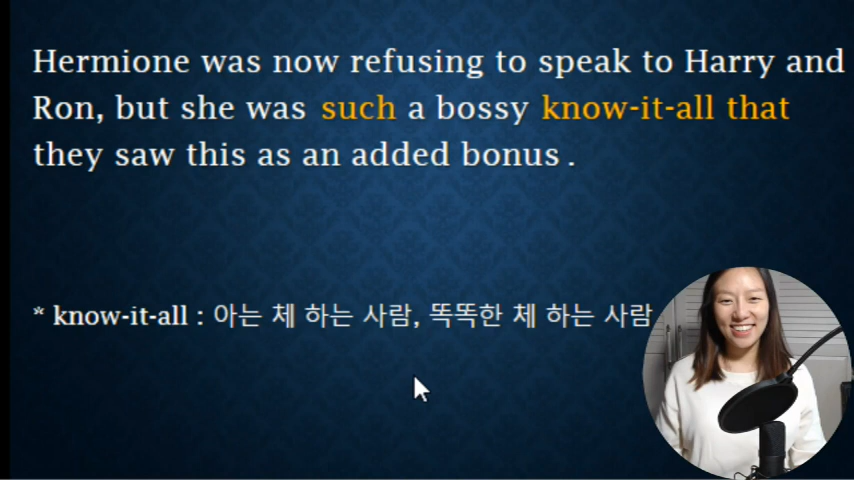 Hermione was now refusing to speak to Harry and
Ron, but she was such a bossy know-it-all that
they saw this as an added bonus .
* know-it-all : 아는 체 하는 사람, 똑똑한 체 하는 사람